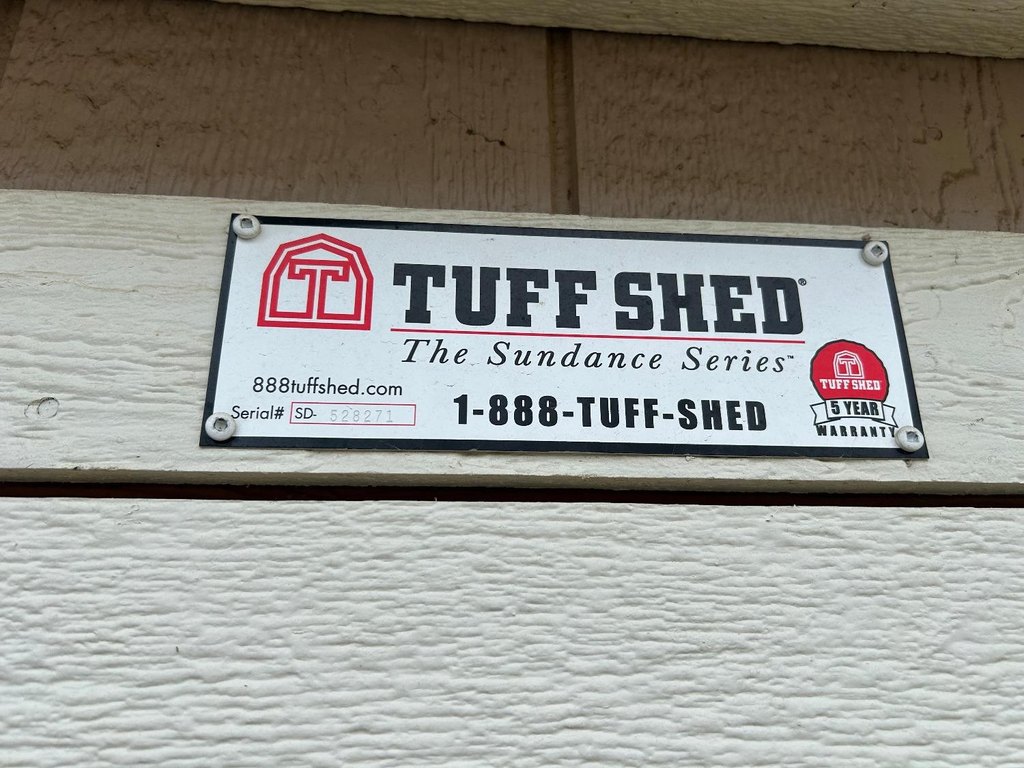 TUFF SHED®
The Sundance Series™
888tuffshed.com
Serial# SD- 528271
1-888-TUFF-SHED
TUFF SHED
5 YEAR
WARRANTY